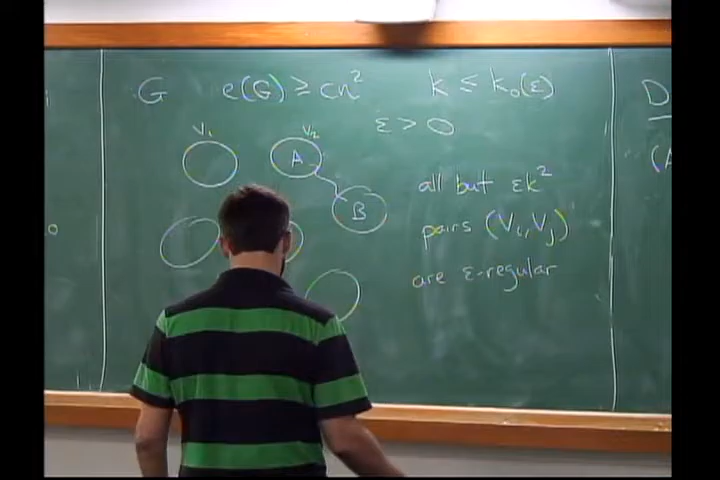 G e(G) ≥ cn² k ≤ k₀(ε)
ε > 0
V₁ V₂
A
B
all but εk²
pairs (Vᵢ, Vⱼ)
are ε-regular
D
(A